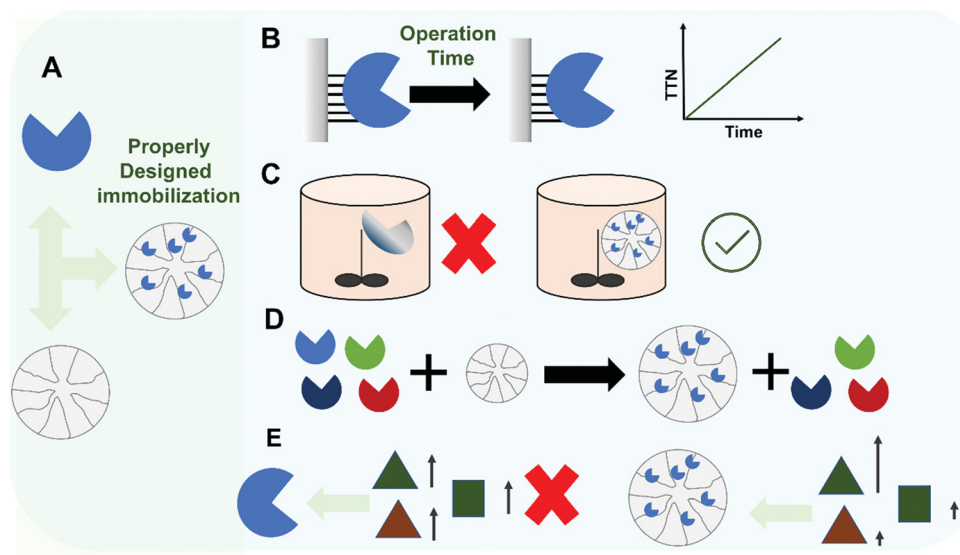 A
Properly
Designed
immobilization
B
Operation
Time
TTN
Time
C
D
E